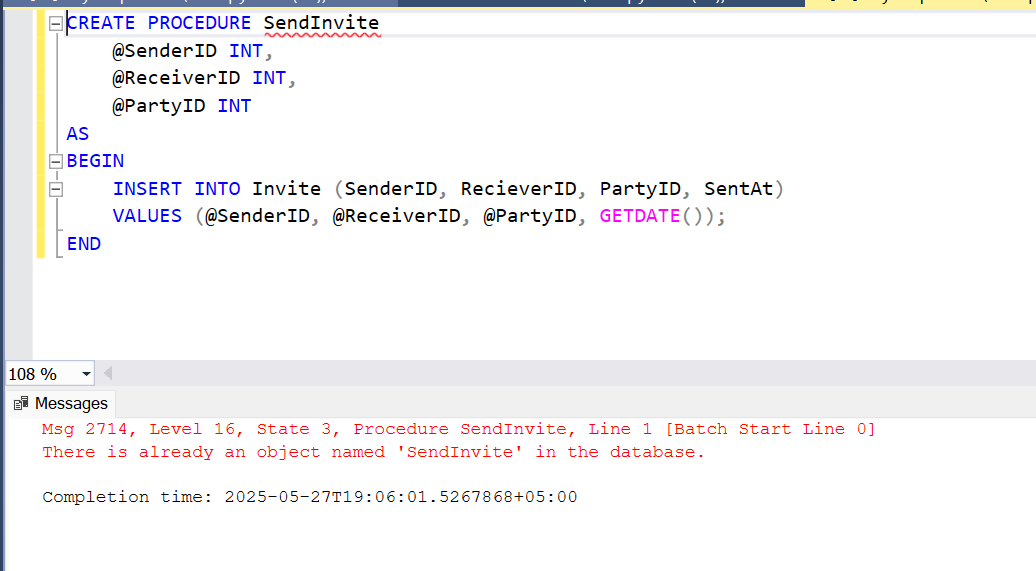 CREATE PROCEDURE SendInvite
@SenderID INT,
@ReceiverID INT,
@PartyID INT
AS
BEGIN
INSERT INTO Invite (SenderID, RecieverID, PartyID, SentAt)
VALUES (@SenderID, @ReceiverID, @PartyID, GETDATE());
END
108 %
Messages
Msg 2714, Level 16, State 3, Procedure SendInvite, Line 1 [Batch Start Line 0]
There is already an object named 'SendInvite' in the database.
Completion time: 2025-05-27T19:06:01.5267868+05:00